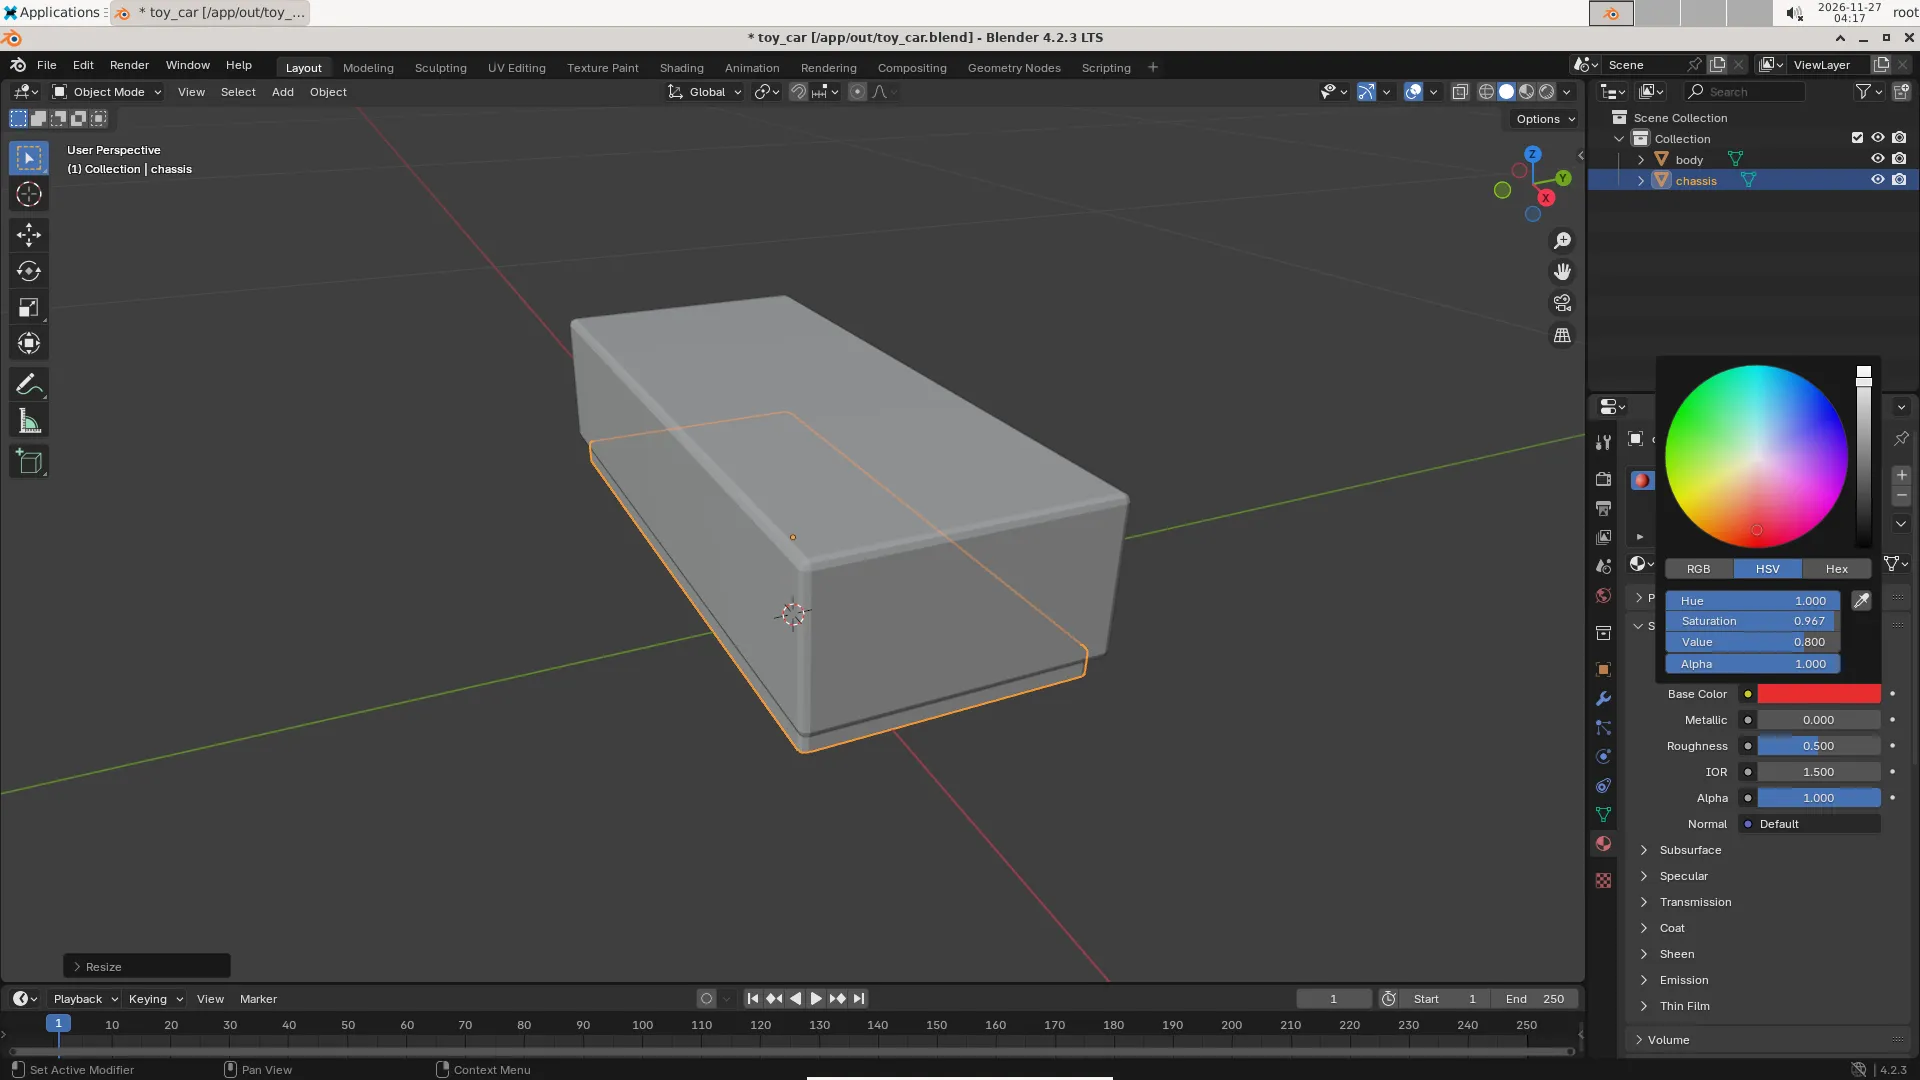 Applications
* toy_car [/app/out/toy_...
2026-11-27
04:17
root
* toy_car [/app/out/toy_car.blend] - Blender 4.2.3 LTS
File Edit Render Window Help
Layout Modeling Sculpting UV Editing Texture Paint Shading Animation Rendering Compositing Geometry Nodes Scripting +
Scene
ViewLayer
Object Mode View Select Add Object
Global
Search
Options
User Perspective
(1) Collection | chassis
Z
Y
X
Scene Collection
Collection
body
chassis
RGB HSV Hex
Hue 1.000
Saturation 0.967
Value 0.800
Alpha 1.000
Base Color
Metallic 0.000
Roughness 0.500
IOR 1.500
Alpha 1.000
Normal Default
Subsurface
Specular
Transmission
Coat
Sheen
Emission
Thin Film
Volume
Resize
Playback Keying View Marker
1
Start 1
End 250
1 10 20 30 40 50 60 70 80 90 100 110 120 130 140 150 160 170 180 190 200 210 220 230 240 250
Set Active Modifier
Pan View
Context Menu
4.2.3